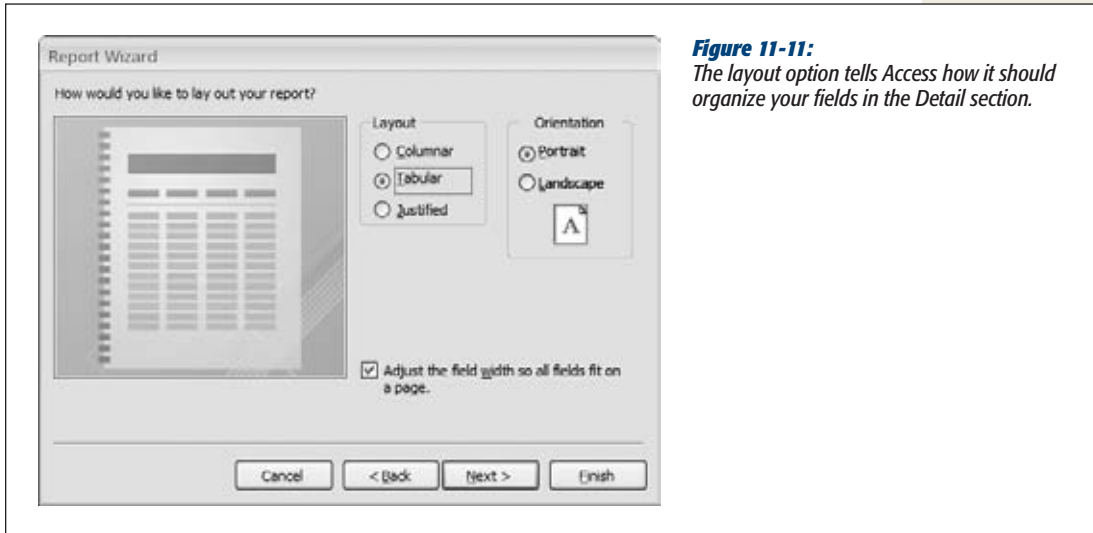 Report Wizard
How would you like to lay out your report?
Layout
Columnar
Tabular
Justified
Orientation
Portrait
Landscape
A
Adjust the field width so all fields fit on
a page.
Cancel
< Back
Next >
Finish
Figure 11-11:
The layout option tells Access how it should
organize your fields in the Detail section.